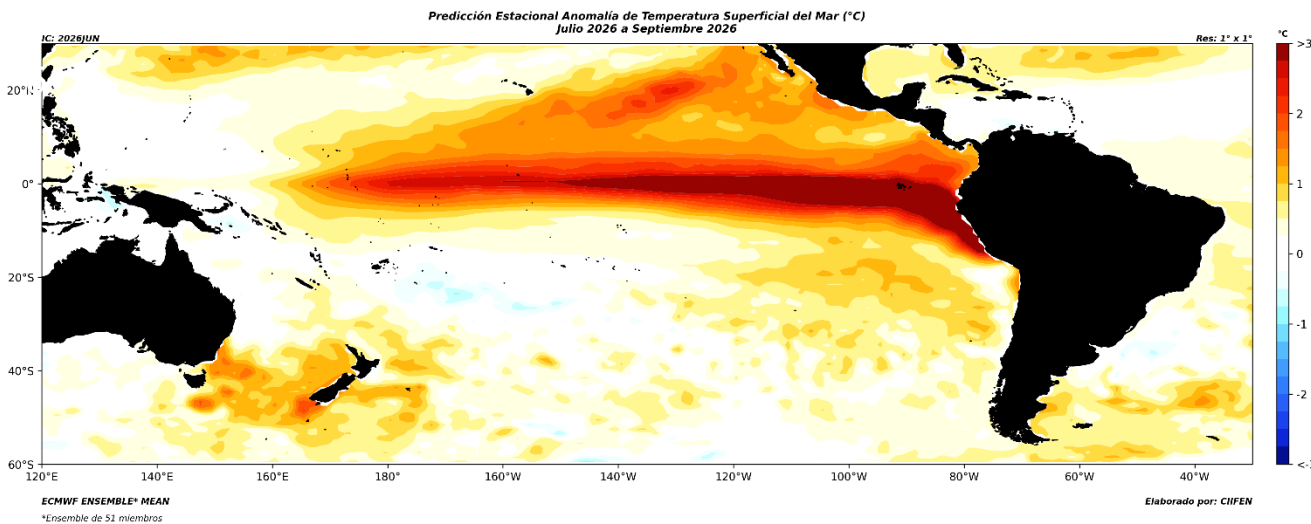 Predicción Estacional Anomalía de Temperatura Superficial del Mar (°C)
Julio 2026 a Septiembre 2026
IC: 2026JUN
Res: 1° x 1°
°C
>3
2
1
0
-1
-2
<-
20°N
0°
20°S
40°S
60°S
120°E
140°E
160°E
180°
160°W
140°W
120°W
100°W
80°W
60°W
40°W
ECMWF ENSEMBLE* MEAN
Elaborado por: CIIFEN
*Ensemble de 51 miembros